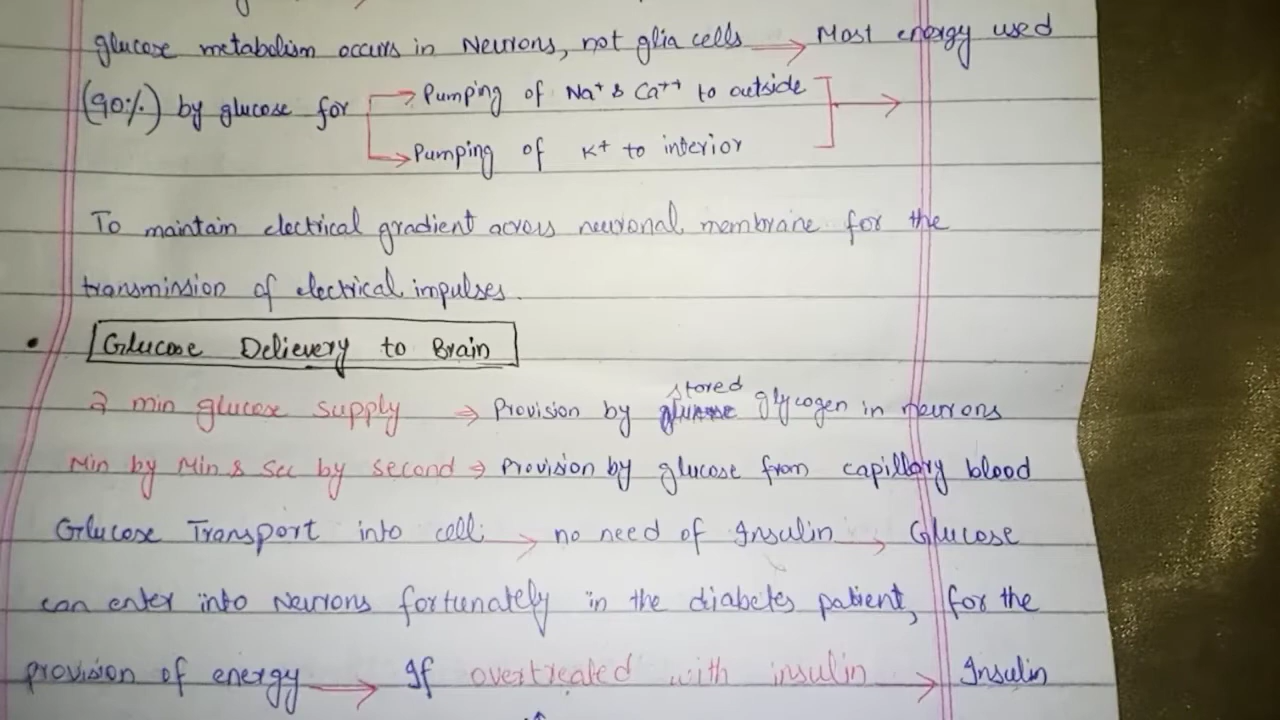 glucose metabolism occurs in Neurons, not glia cells → Most energy used
(90%) by glucose for → Pumping of Na+ & Ca++ to outside →
→ Pumping of K+ to interior
To maintain electrical gradient across neuronal membrane for the
transmission of electrical impulses.
• Glucose Delievery to Brain
2 min glucose supply → Provision by stored glycogen in neurons
Min by Min & Sec by second → Provision by glucose from capillary blood
Glucose Transport into cell → no need of Insulin → Glucose
can enter into Neurons fortunately in the diabetes patient, for the
provision of energy → If overtreated with insulin → Insulin